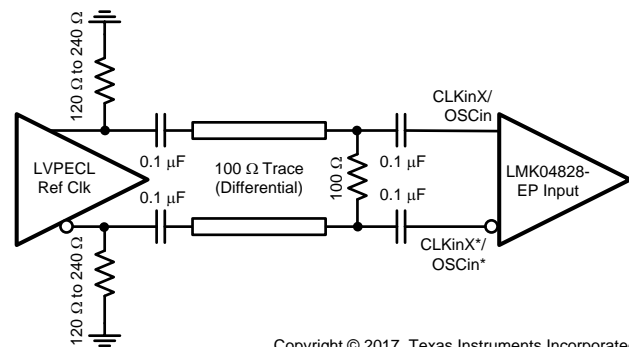 120 Ω to 240 Ω
CLKinX/
OSCin
0.1 μF
0.1 μF
LVPECL
Ref Clk
100 Ω Trace
(Differential)
100 Ω
LMK04828-
EP Input
0.1 μF
0.1 μF
CLKinX*/
OSCin*
120 Ω to 240 Ω
Copyright © 2017, Texas Instruments Incorporated